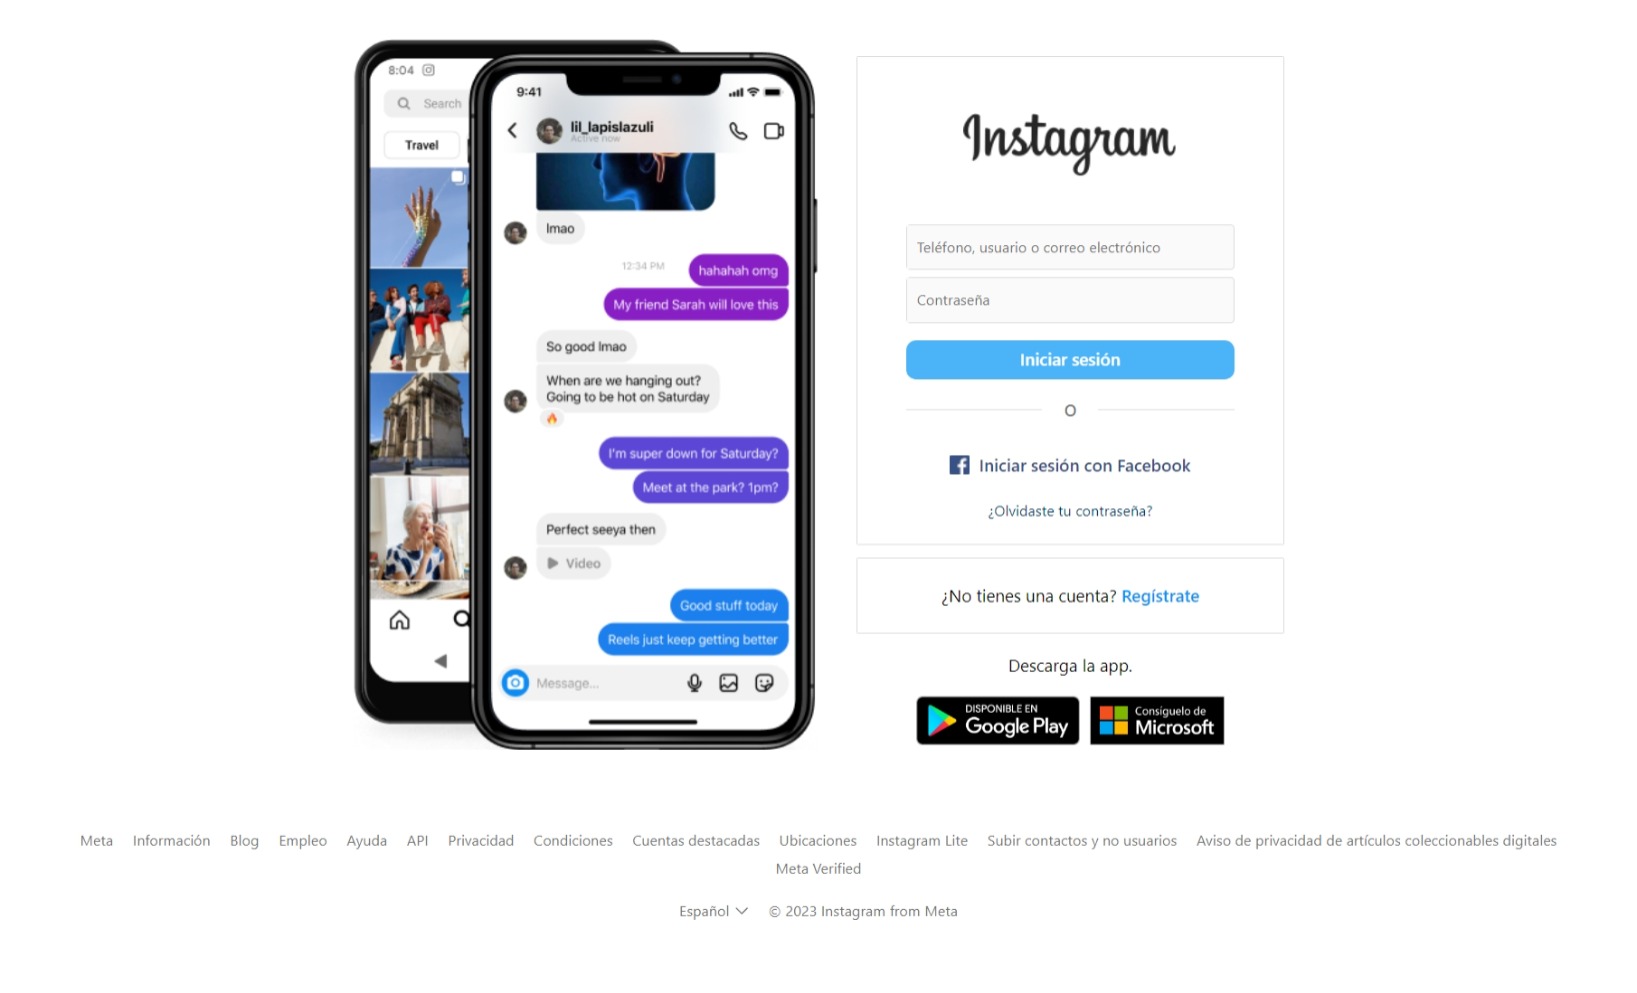 8:04
Search
Travel
9:41
lil_lapislazuli
Active now
lmao
12:34 PM
hahahah omg
My friend Sarah will love this
So good lmao
When are we hanging out?
Going to be hot on Saturday
I'm super down for Saturday?
Meet at the park? 1pm?
Perfect seeya then
Video
Good stuff today
Reels just keep getting better
Message...
Instagram
Teléfono, usuario o correo electrónico
Contraseña
Iniciar sesión
O
Iniciar sesión con Facebook
¿Olvidaste tu contraseña?
¿No tienes una cuenta? Regístrate
Descarga la app.
DISPONIBLE EN
Google Play
Consíguelo de
Microsoft
Meta Información Blog Empleo Ayuda API Privacidad Condiciones Cuentas destacadas Ubicaciones Instagram Lite Subir contactos y no usuarios Aviso de privacidad de artículos coleccionables digitales
Meta Verified
Español © 2023 Instagram from Meta